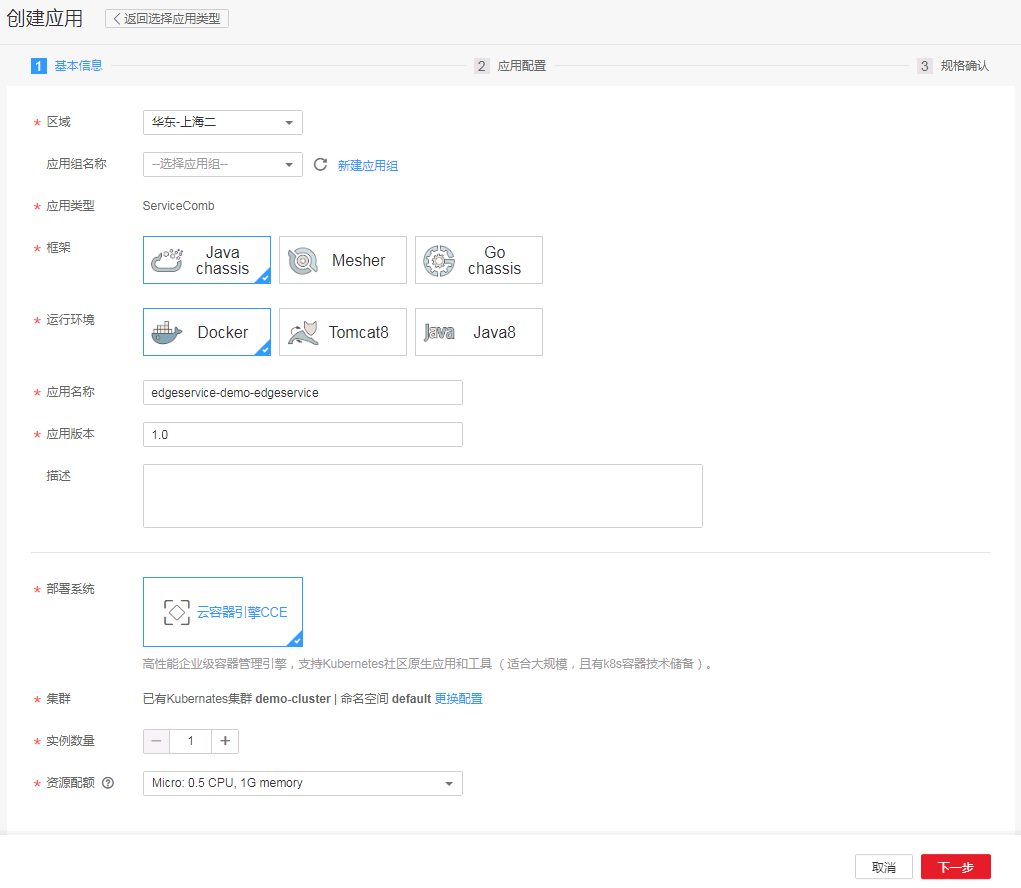 创建应用 返回选择应用类型
1 基本信息 2 应用配置 3 规格确认
* 区域 华东-上海二
应用组名称 --选择应用组-- 新建应用组
* 应用类型 ServiceComb
* 框架 Java chassis Mesher Go chassis
* 运行环境 Docker Tomcat8 Java Java8
* 应用名称 edgeservice-demo-edgeservice
* 应用版本 1.0
描述
* 部署系统 云容器引擎CCE
高性能企业级容器管理引擎，支持Kubernetes社区原生应用和工具（适合大规模，且有k8s容器技术储备）。
* 集群 已有Kubernates集群 demo-cluster | 命名空间 default 更换配置
* 实例数量 − 1 +
* 资源配额 ? Micro: 0.5 CPU, 1G memory
取消 下一步